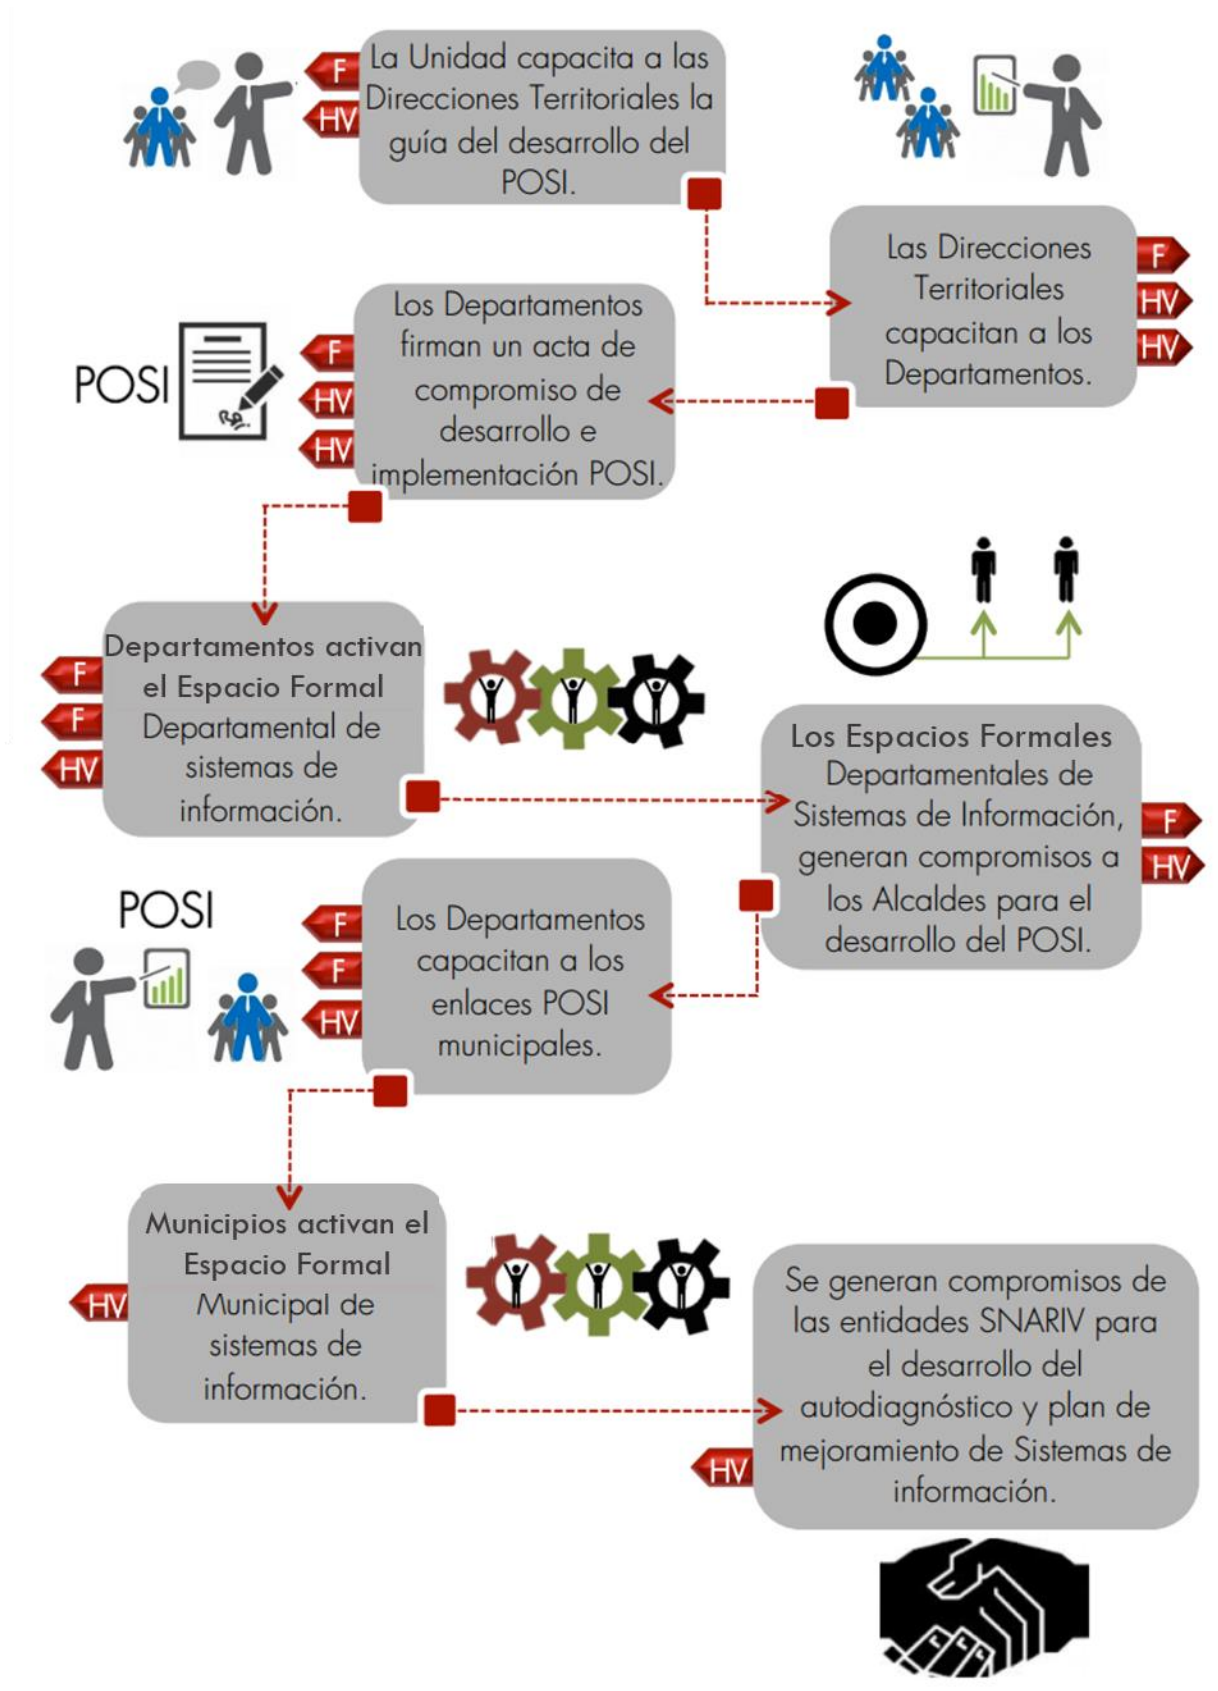 F
HV
La Unidad capacita a las
Direcciones Territoriales la
guía del desarrollo del
POSI.
Las Direcciones
Territoriales
capacitan a los
Departamentos.
F
HV
HV
POSI
F
HV
HV
Los Departamentos
firman un acta de
compromiso de
desarrollo e
implementación POSI.
F
F
HV
Departamentos activan
el Espacio Formal
Departamental de
sistemas de
información.
Los Espacios Formales
Departamentales de
Sistemas de Información,
generan compromisos a
los Alcaldes para el
desarrollo del POSI.
F
HV
POSI
F
F
HV
Los Departamentos
capacitan a los
enlaces POSI
municipales.
HV
Municipios activan el
Espacio Formal
Municipal de
sistemas de
información.
HV
Se generan compromisos de
las entidades SNARIV para
el desarrollo del
autodiagnóstico y plan de
mejoramiento de Sistemas de
información.